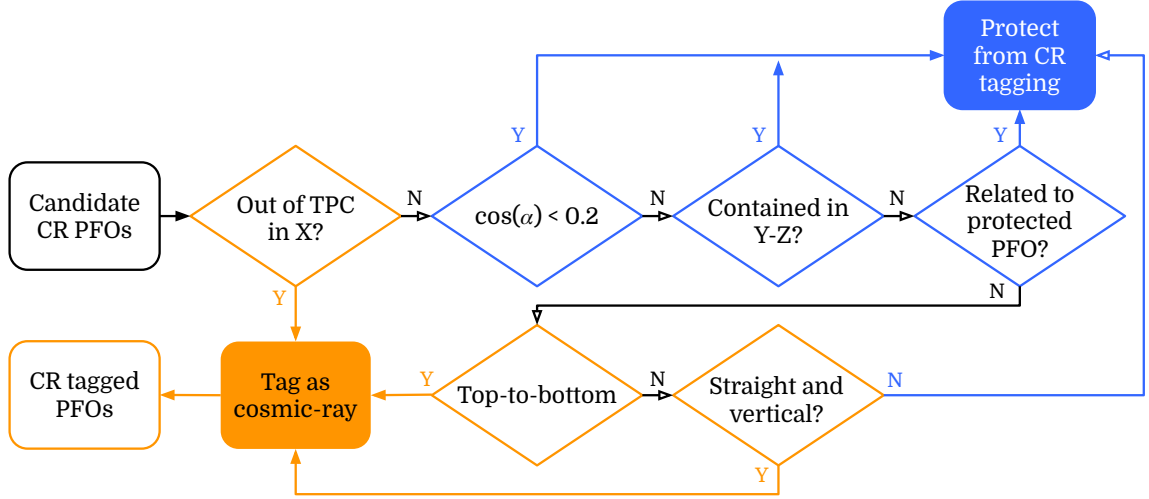 Protect
from CR
tagging
Y
Y
Y
Candidate
CR PFOs
Out of TPC
in X?
N
cos(α) < 0.2
N
Contained in
Y-Z?
N
Related to
protected
PFO?
Y
N
CR tagged
PFOs
Tag as
cosmic-ray
Y
Top-to-bottom
N
Straight and
vertical?
N
Y